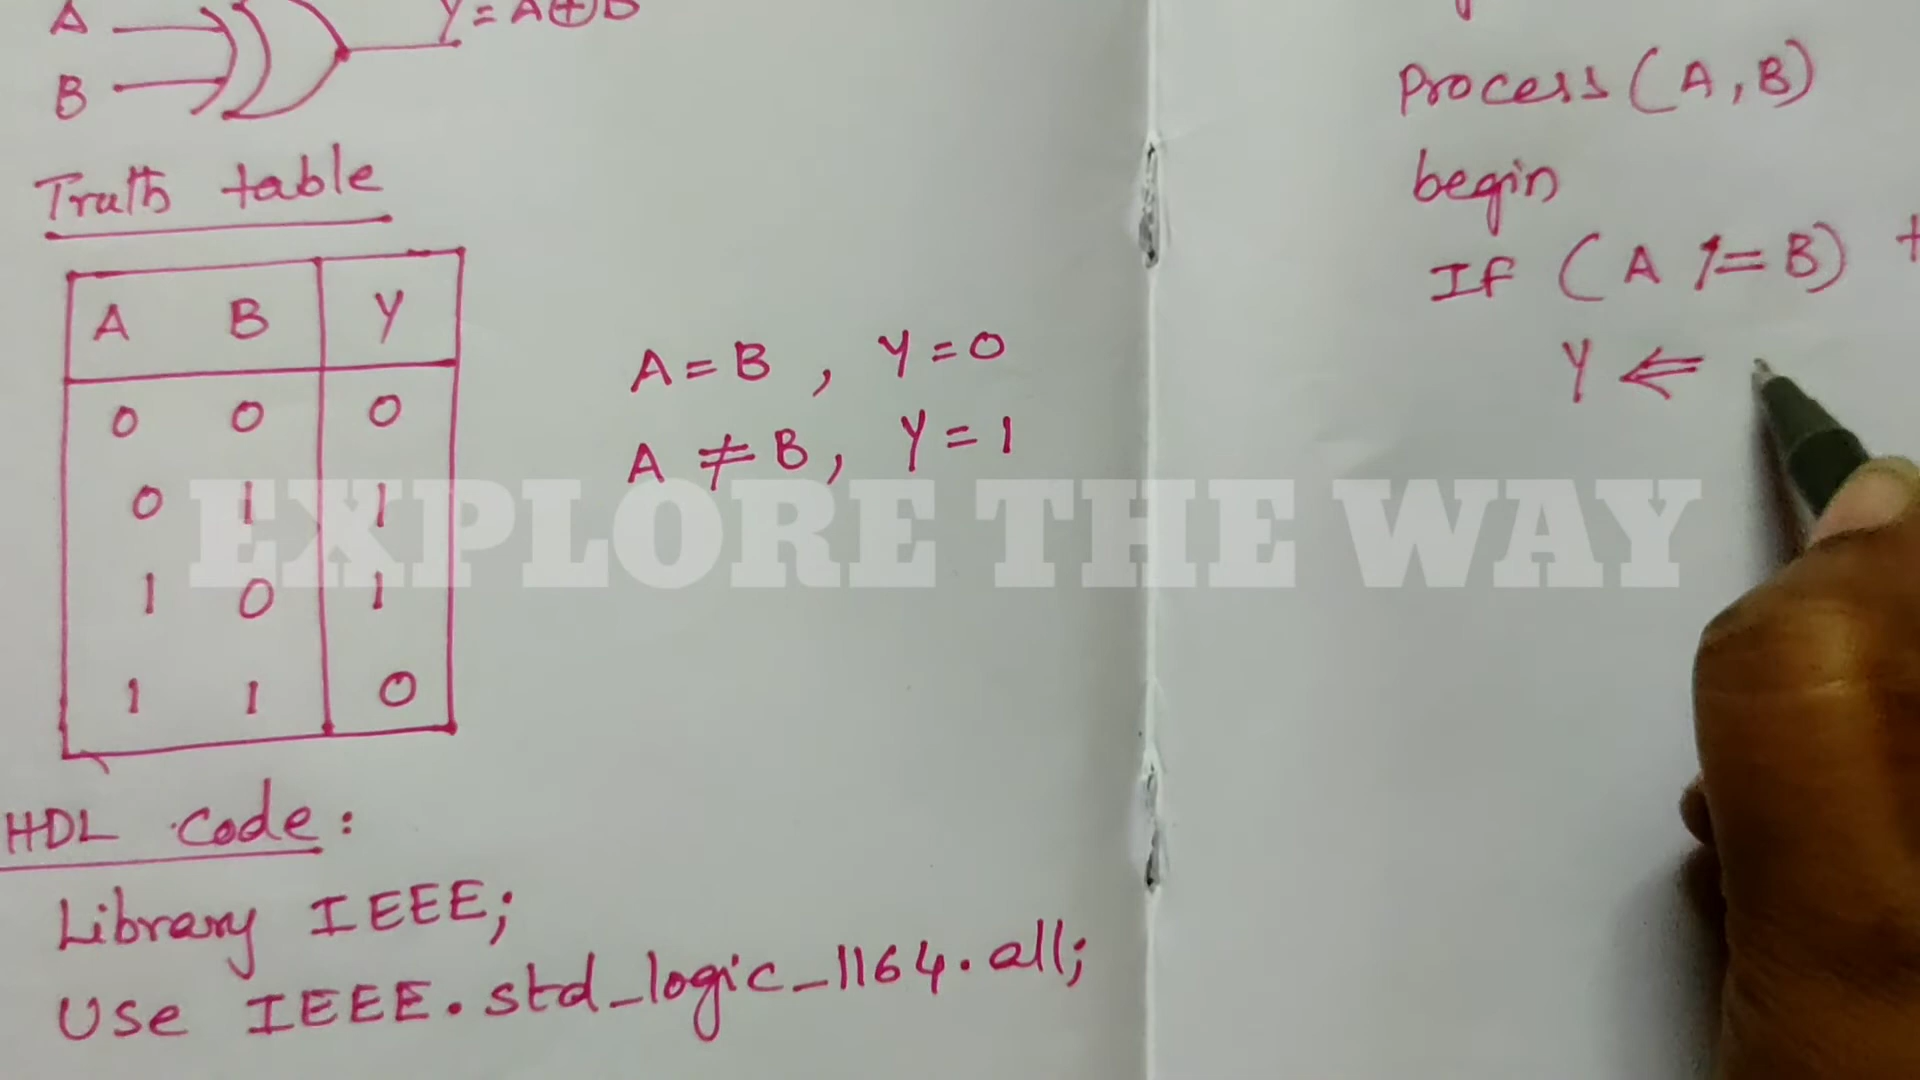 A
B
Y = A⊕B
Truth table
A B Y
0 0 0
0 1 1
1 0 1
1 1 0
A = B , Y = 0
A ≠ B , Y = 1
HDL code :
Library IEEE;
Use IEEE.std_logic_1164.all;
Process (A, B)
begin
If (A != B)
Y <=
EXPLORE THE WAY